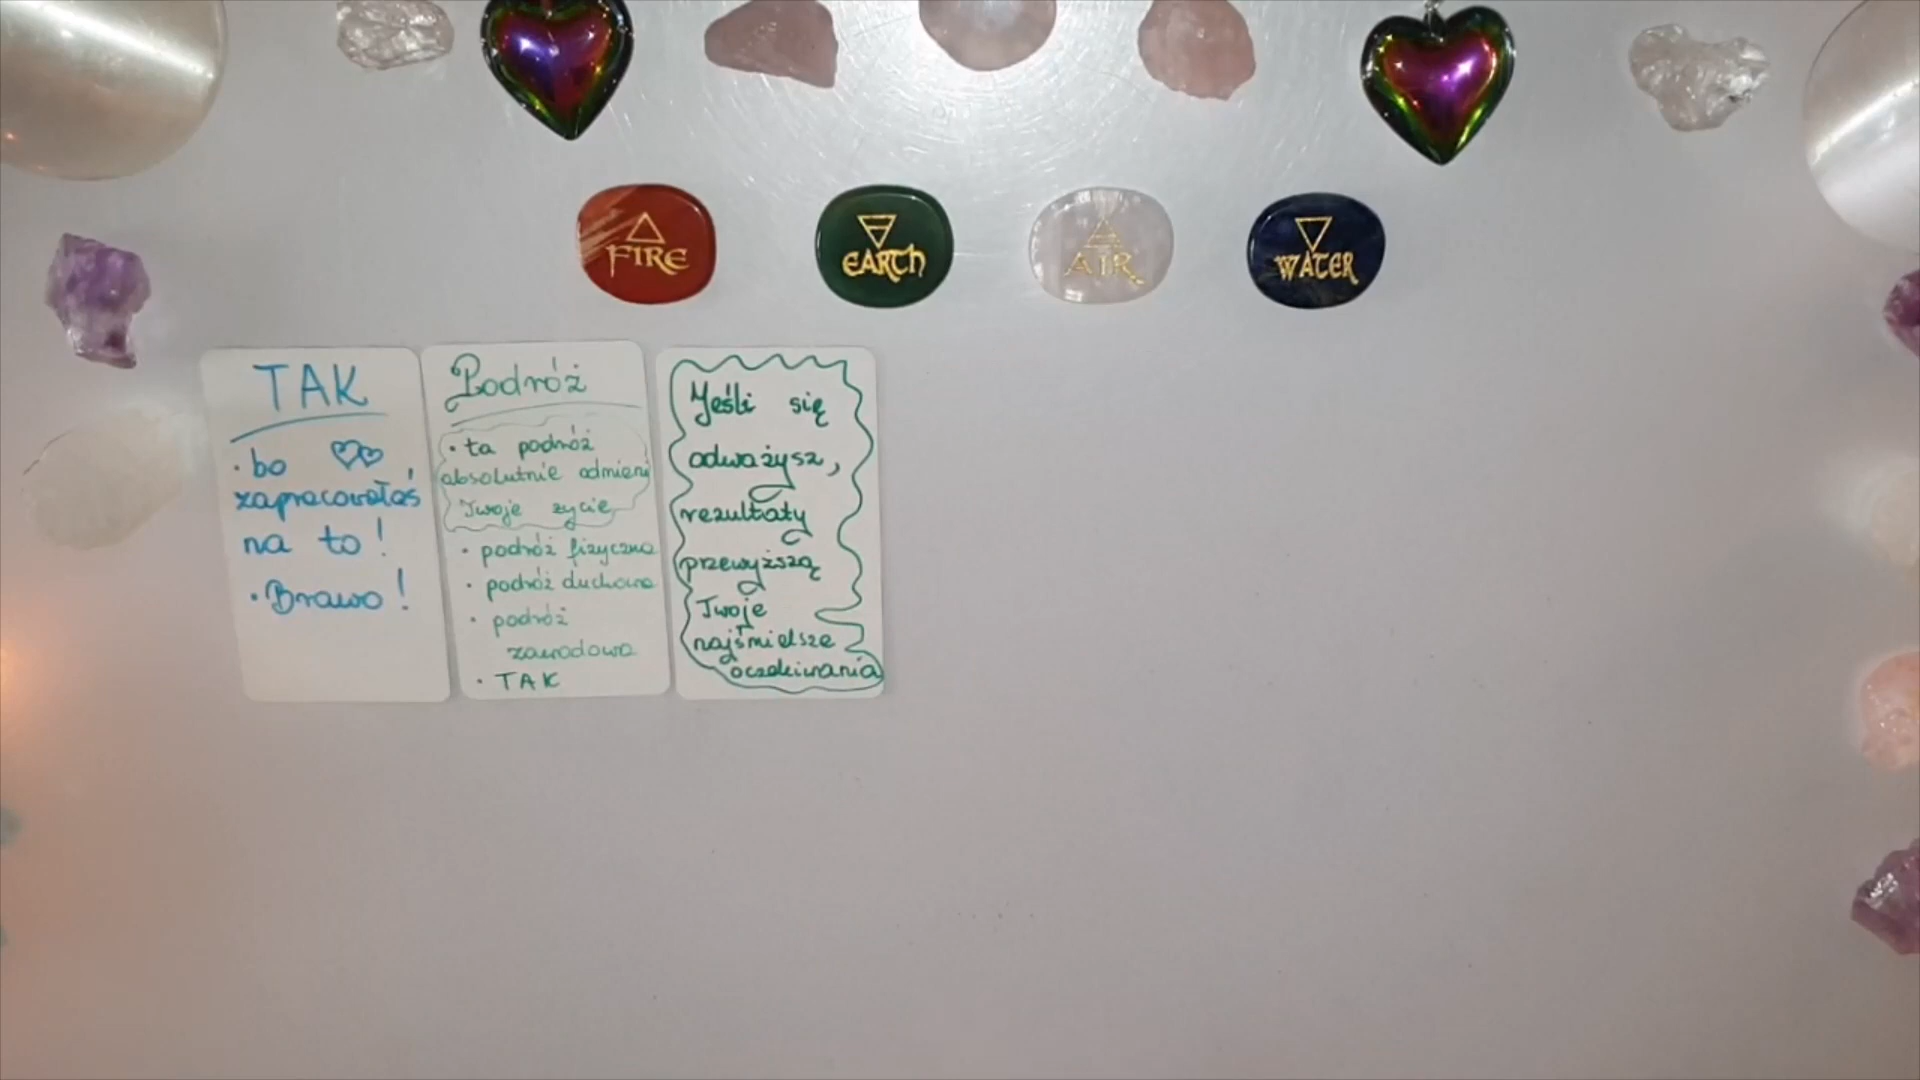 FIRE
EARTH
AIR
WATER
TAK
• bo
zapracowałaś
na to!
• Brawo!
Podróż
• ta podróż
absolutnie odmieni
Twoje życie
• podróż fizyczna
• podróż duchowa
• podróż
zawodowa
• TAK
Jeśli się
odważysz,
rezultaty
przewyższą
Twoje
najśmielsze
oczekiwania